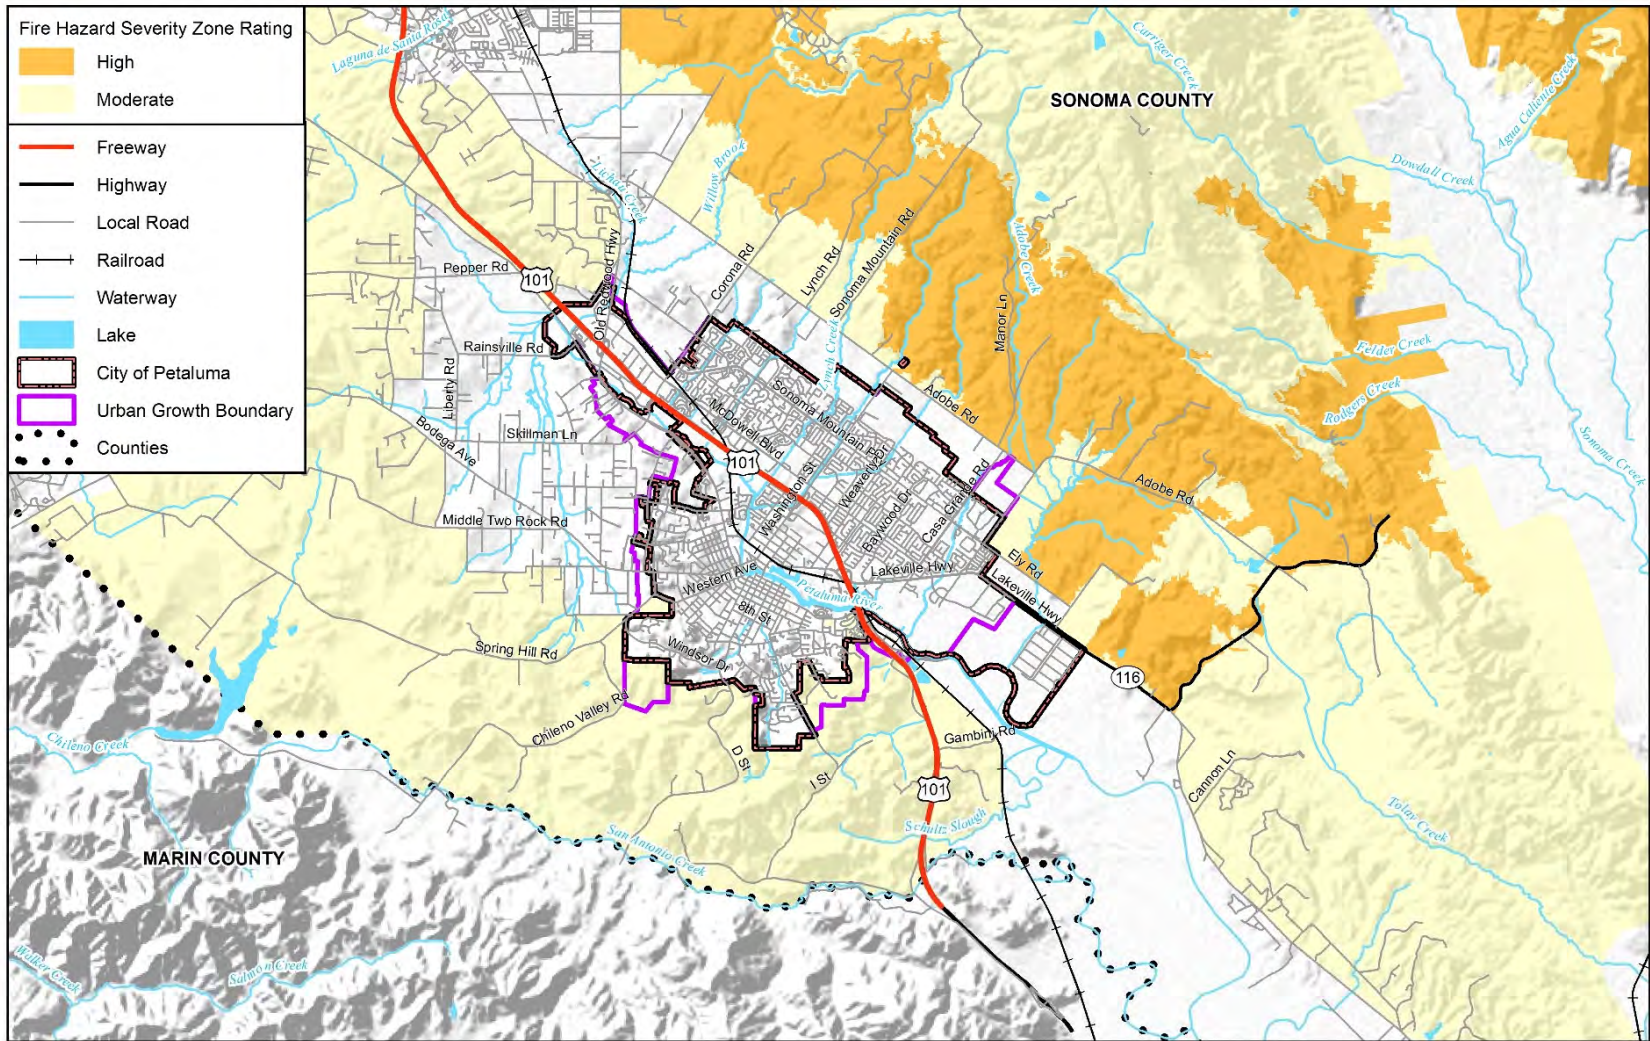 Fire Hazard Severity Zone Rating
High
Moderate
Freeway
Highway
Local Road
Railroad
Waterway
Lake
City of Petaluma
Urban Growth Boundary
Counties
Laguna de Santa Rosa
Carriger Creek
Agua Caliente Creek
SONOMA COUNTY
Dowdall Creek
Willow Brook
Lichau Creek
Old Redwood Hwy
Corona Rd
Lynch Rd
Sonoma Mountain Rd
Adobe Creek
Pepper Rd
101
Manor Ln
Lynch Creek
Felder Creek
Rainsville Rd
Liberty Rd
Rodgers Creek
Adobe Rd
Sonoma Mountain
McDowell Blvd
Bodega Ave
Skillman Ln
Sonoma Creek
101
Washington St
Weaverly Dr
Baywood Dr
Casa Grande Rd
Adobe Rd
Middle Two Rock Rd
Ely Rd
Lakeville Hwy
Lakeville Hwy
Western Ave
Petaluma River
8th St
Spring Hill Rd
Windsor Dr
116
Chileno Valley Rd
Chileno Creek
Gambini Rd
D St
I St
101
Cannon Ln
Tolay Creek
Schultz Slough
San Antonio Creek
MARIN COUNTY
Walker Creek
Salmon Creek